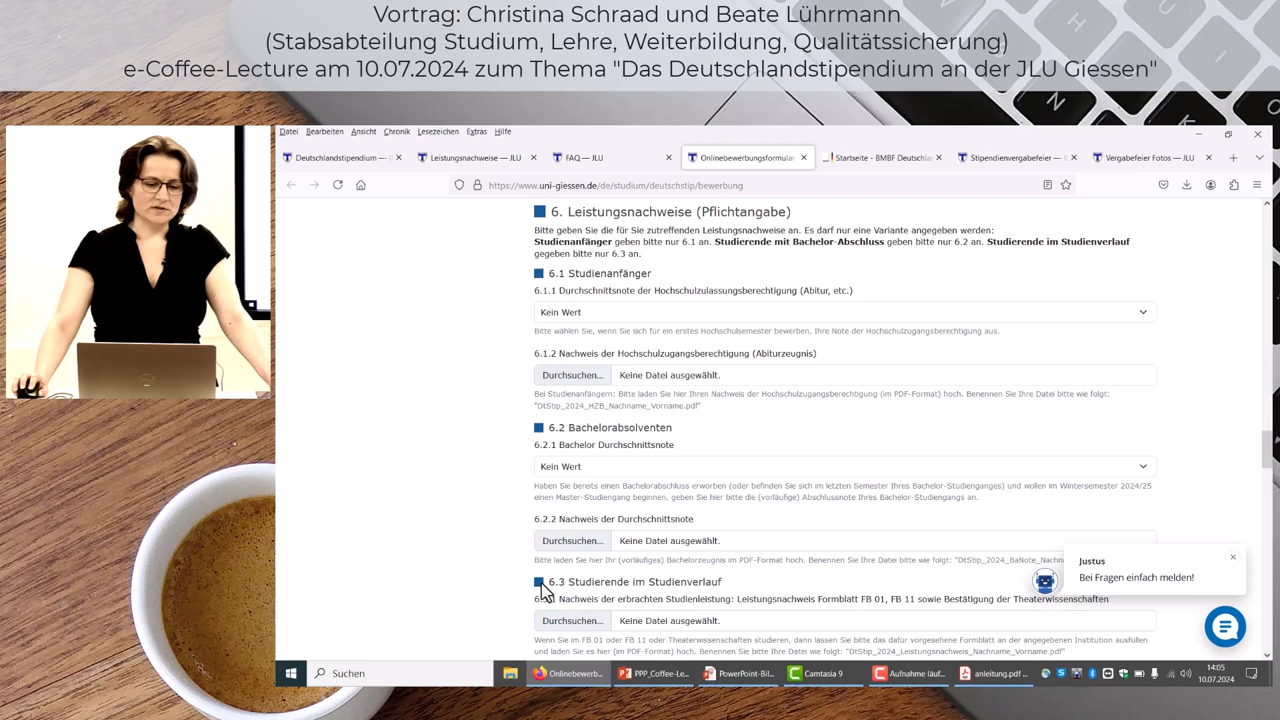 Vortrag: Christina Schraad und Beate Lührmann
(Stabsabteilung Studium, Lehre, Weiterbildung, Qualitätssicherung)
e-Coffee-Lecture am 10.07.2024 zum Thema "Das Deutschlandstipendium an der JLU Giessen"
Datei Bearbeiten Ansicht Chronik Lesezeichen Extras Hilfe
Deutschlandstipendium — J
Leistungsnachweise — JLU
FAQ — JLU
Onlinebewerbungsformular
Startseite - BMBF Deutschla
Stipendienvergabefeier — J
Vergabefeier Fotos — JLU
https://www.uni-giessen.de/de/studium/deutschstip/bewerbung
6. Leistungsnachweise (Pflichtangabe)
Bitte geben Sie die für Sie zutreffenden Leistungsnachweise an. Es darf nur eine Variante angegeben werden:
Studienanfänger geben bitte nur 6.1 an. Studierende mit Bachelor-Abschluss geben bitte nur 6.2 an. Studierende im Studienverlauf
gegeben bitte nur 6.3 an.
6.1 Studienanfänger
6.1.1 Durchschnittsnote der Hochschulzulassungsberechtigung (Abitur, etc.)
Kein Wert
Bitte wählen Sie, wenn Sie sich für ein erstes Hochschulsemester bewerben, Ihre Note der Hochschulzugangsberechtigung aus.
6.1.2 Nachweis der Hochschulzugangsberechtigung (Abiturzeugnis)
Durchsuchen... Keine Datei ausgewählt.
Bei Studienanfängern: Bitte laden Sie hier Ihren Nachweis der Hochschulzugangsberechtigung (im PDF-Format) hoch. Benennen Sie Ihre Datei bitte wie folgt:
"DtStip_2024_HZB_Nachname_Vorname.pdf"
6.2 Bachelorabsolventen
6.2.1 Bachelor Durchschnittsnote
Kein Wert
Haben Sie bereits einen Bachelorabschluss erworben (oder befinden Sie sich im letzten Semester Ihres Bachelor-Studienganges) und wollen im Wintersemester 2024/25
einen Master-Studiengang beginnen, geben Sie hier bitte die (vorläufige) Abschlussnote Ihres Bachelor-Studiengangs an.
6.2.2 Nachweis der Durchschnittsnote
Durchsuchen... Keine Datei ausgewählt.
Bitte laden Sie hier Ihr (vorläufiges) Bachelorzeugnis im PDF-Format hoch. Benennen Sie Ihre Datei bitte wie folgt: "DtStip_2024_BaNote_Nachn
Justus
Bei Fragen einfach melden!
6.3 Studierende im Studienverlauf
Nachweis der erbrachten Studienleistung: Leistungsnachweis Formblatt FB 01, FB 11 sowie Bestätigung der Theaterwissenschaften
Durchsuchen... Keine Datei ausgewählt.
Wenn Sie im FB 01 oder FB 11 oder Theaterwissenschaften studieren, dann lassen Sie bitte das dafür vorgesehene Formblatt an der angegebenen Institution ausfüllen
und laden Sie es hier (im PDF-Format) hoch. Benennen Sie Bitte Ihre Datei wie folgt: "DtStip_2024_Leistungsnachweis_Nachname_Vorname.pdf"
Suchen
Onlinebewerb...
PPP_Coffee-Le...
PowerPoint-Bil...
Camtasia 9
Aufnahme läuf...
anleitung.pdf ...
14:05
10.07.2024